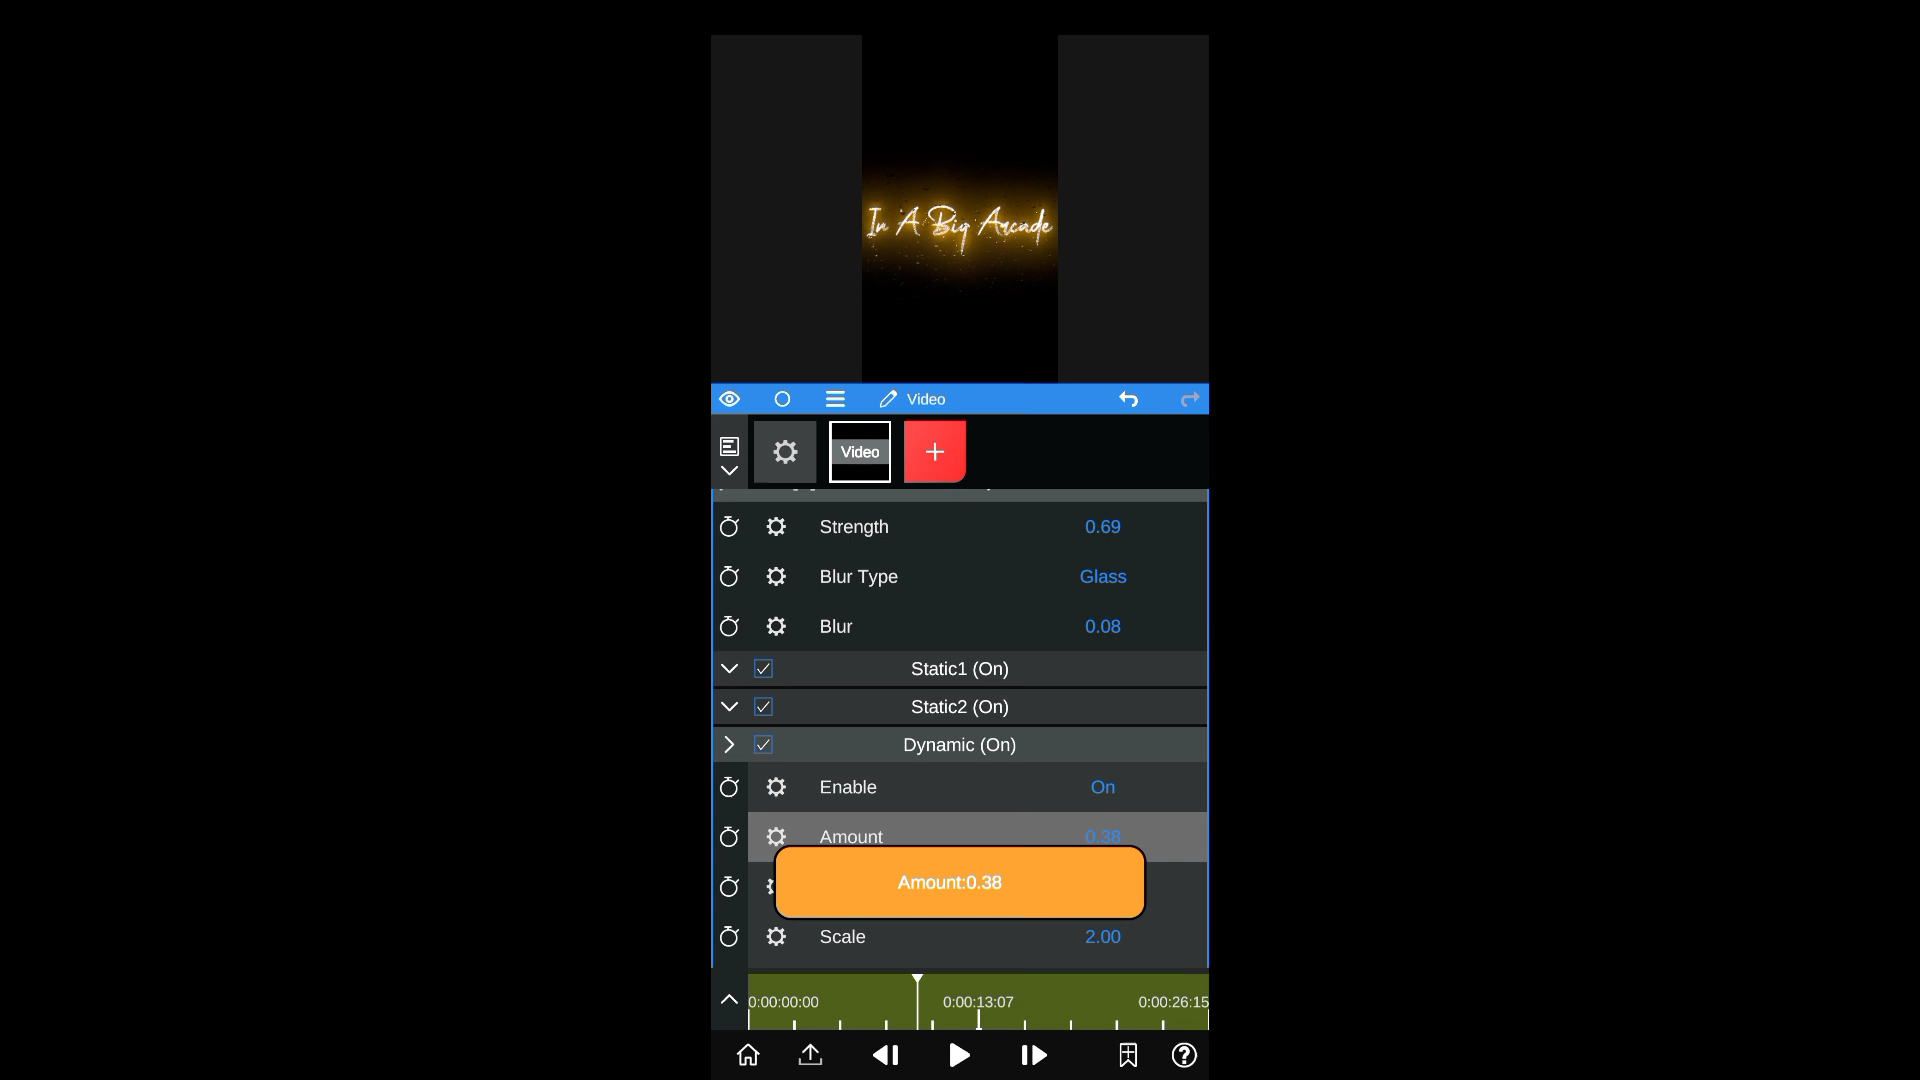 In A Big Arcade
Video
Video
Strength 0.69
Blur Type Glass
Blur 0.08
Static1 (On)
Static2 (On)
Dynamic (On)
Enable On
Amount 0.38
Amount:0.38
Scale 2.00
0:00:00:00 0:00:13:07 0:00:26:15